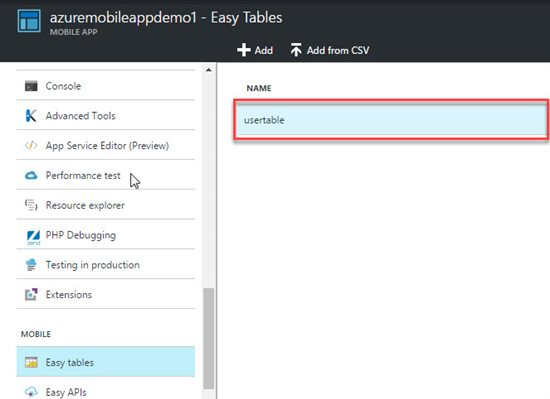 azuremobileappdemo1 - Easy Tables
MOBILE APP
Add
Add from CSV
Console
Advanced Tools
App Service Editor (Preview)
Performance test
Resource explorer
PHP Debugging
Testing in production
Extensions
MOBILE
Easy tables
Easy APIs
NAME
usertable